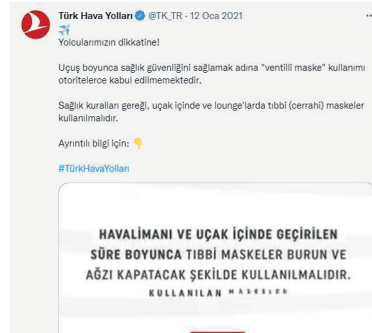 Türk Hava Yolları @TK_TR · 12 Oca 2021
Yolcularımızın dikkatine!
Uçuş boyunca sağlık güvenliğini sağlamak adına "ventilli maske" kullanımı
otoritelerce kabul edilmemektedir.
Sağlık kuralları gereği, uçak içinde ve lounge'larda tıbbi (cerrahi) maskeler
kullanılmalıdır.
Ayrıntılı bilgi için: 👇
#TürkHavaYolları
HAVALİMANI VE UÇAK İÇİNDE GEÇİRİLEN
SÜRE BOYUNCA TIBBİ MASKELER BURUN VE
AĞZI KAPATACAK ŞEKİLDE KULLANILMALIDIR.
KULLANILAN MASKELER